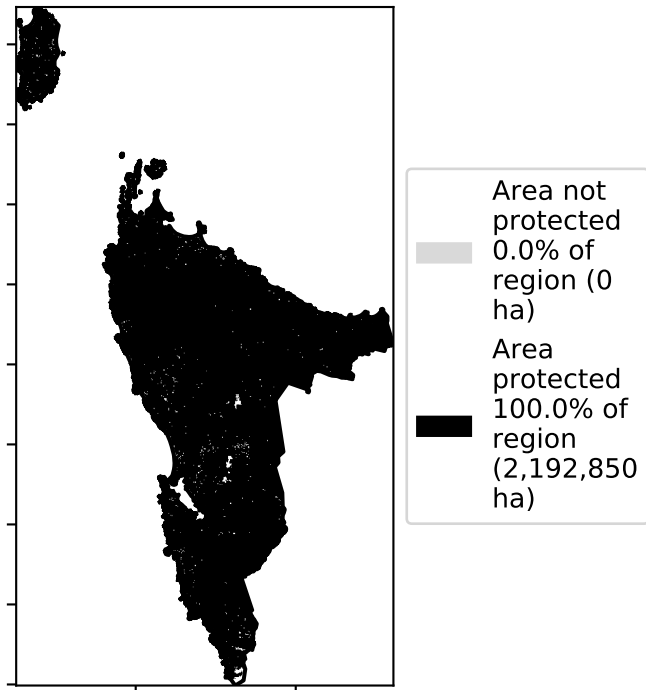 Area not
protected
0.0% of
region (0
ha)
Area
protected
100.0% of
region
(2,192,850
ha)